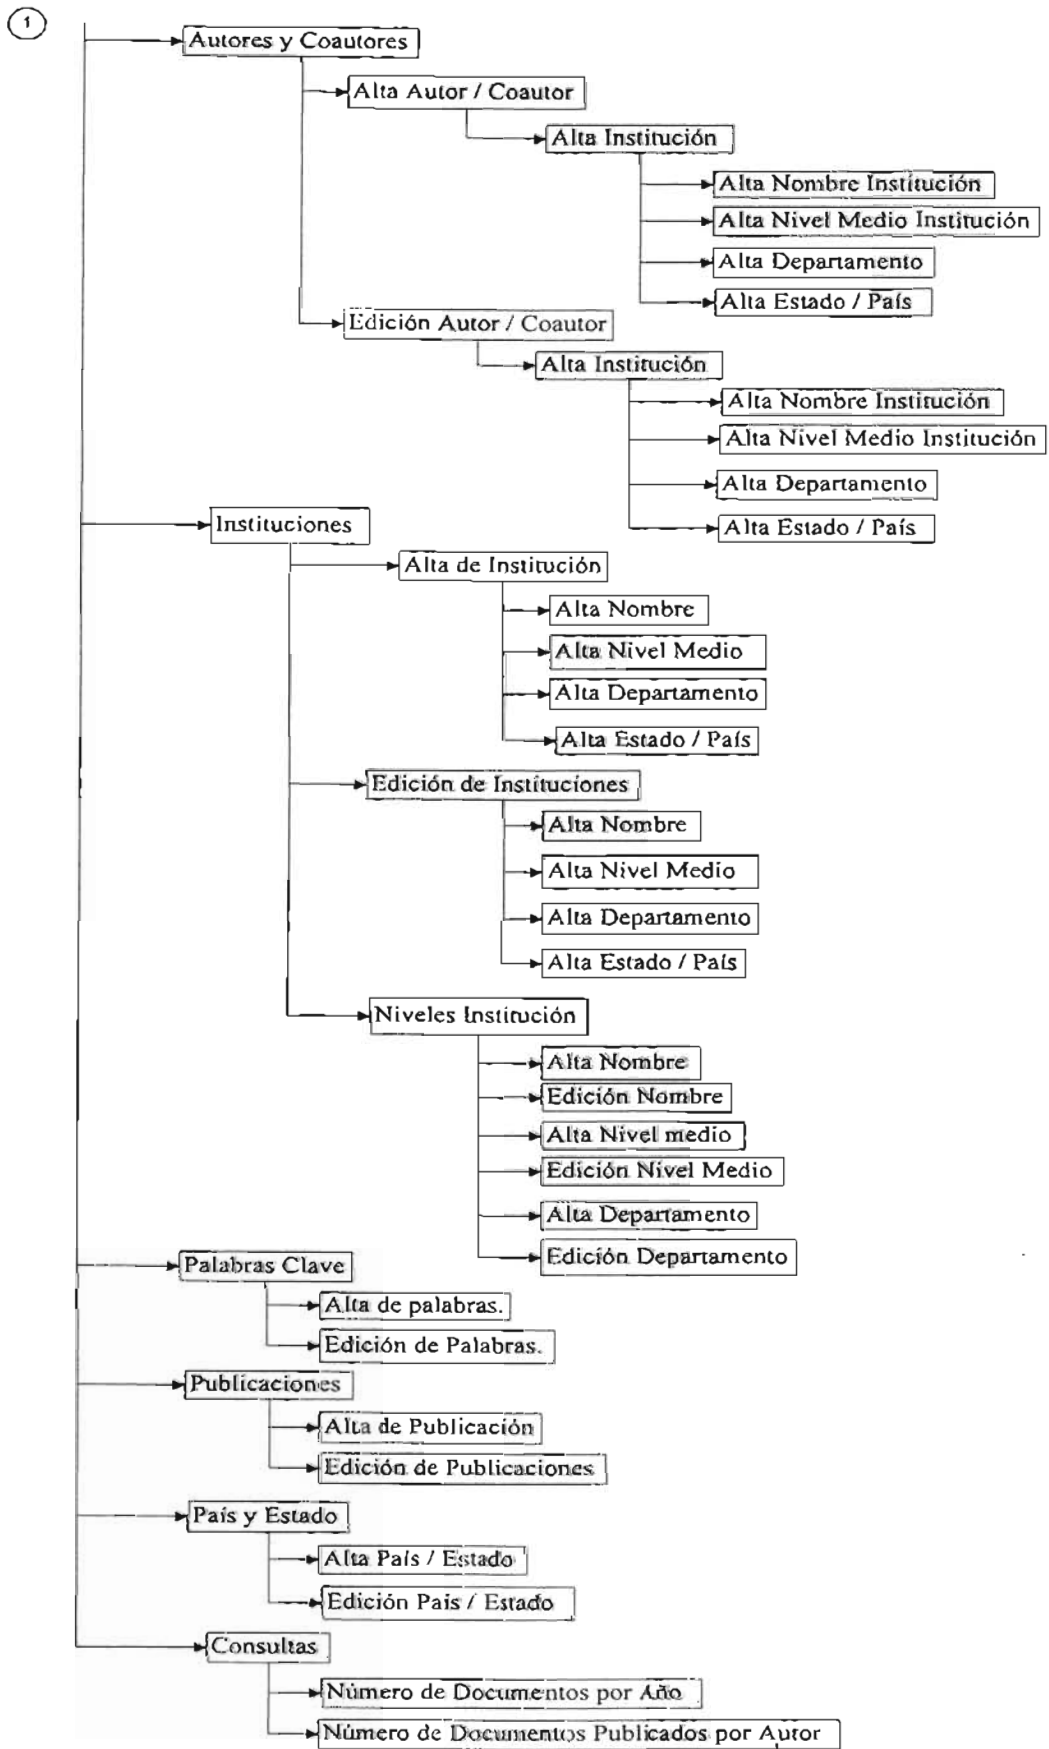 1
Autores y Coautores
Alta Autor / Coautor
Alta Institución
Alta Nombre Institución
Alta Nivel Medio Institución
Alta Departamento
Alta Estado / País
Edición Autor / Coautor
Alta Institución
Alta Nombre Institución
Alta Nivel Medio Institución
Alta Departamento
Alta Estado / País
Instituciones
Alta de Institución
Alta Nombre
Alta Nivel Medio
Alta Departamento
Alta Estado / País
Edición de Instituciones
Alta Nombre
Alta Nivel Medio
Alta Departamento
Alta Estado / País
Niveles Institución
Alta Nombre
Edición Nombre
Alta Nivel medio
Edición Nivel Medio
Alta Departamento
Edición Departamento
Palabras Clave
Alta de palabras.
Edición de Palabras.
Publicaciones
Alta de Publicación
Edición de Publicaciones
País y Estado
Alta País / Estado
Edición País / Estado
Consultas
Número de Documentos por Año
Número de Documentos Publicados por Autor